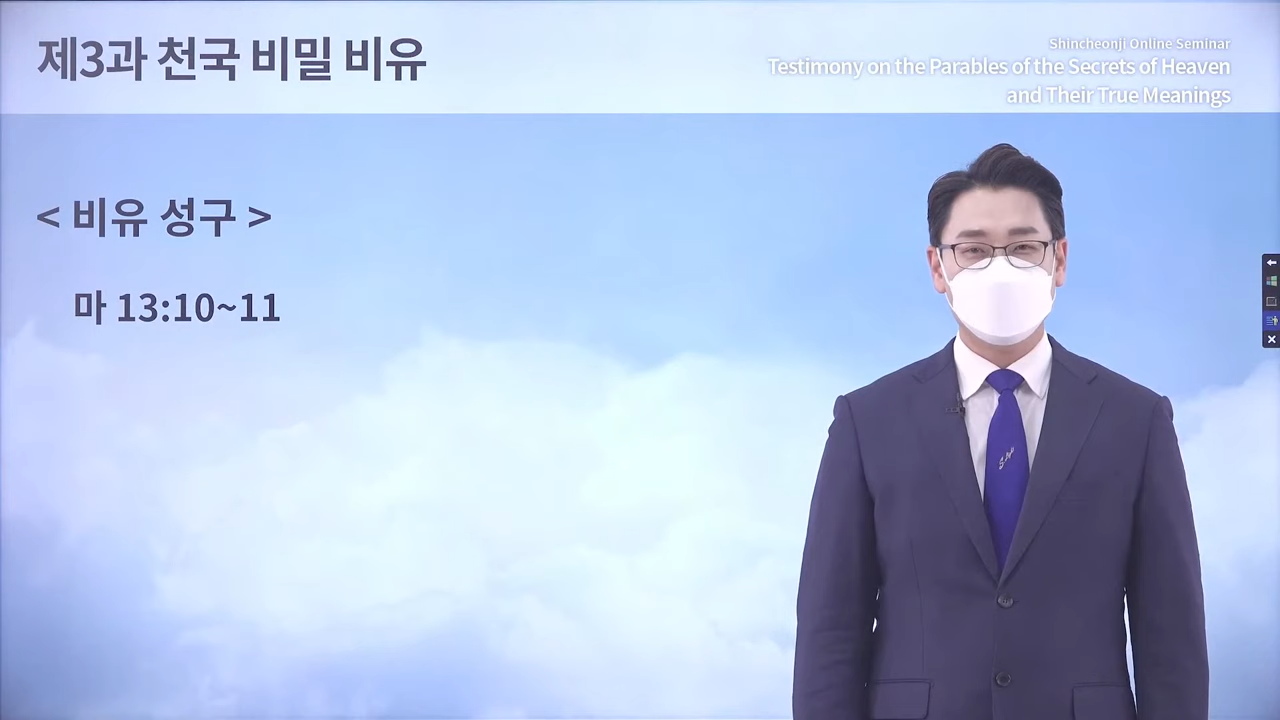 제3과 천국 비밀 비유
Shincheonji Online Seminar
Testimony on the Parables of the Secrets of Heaven
and Their True Meanings
< 비유 성구 >
마 13:10~11